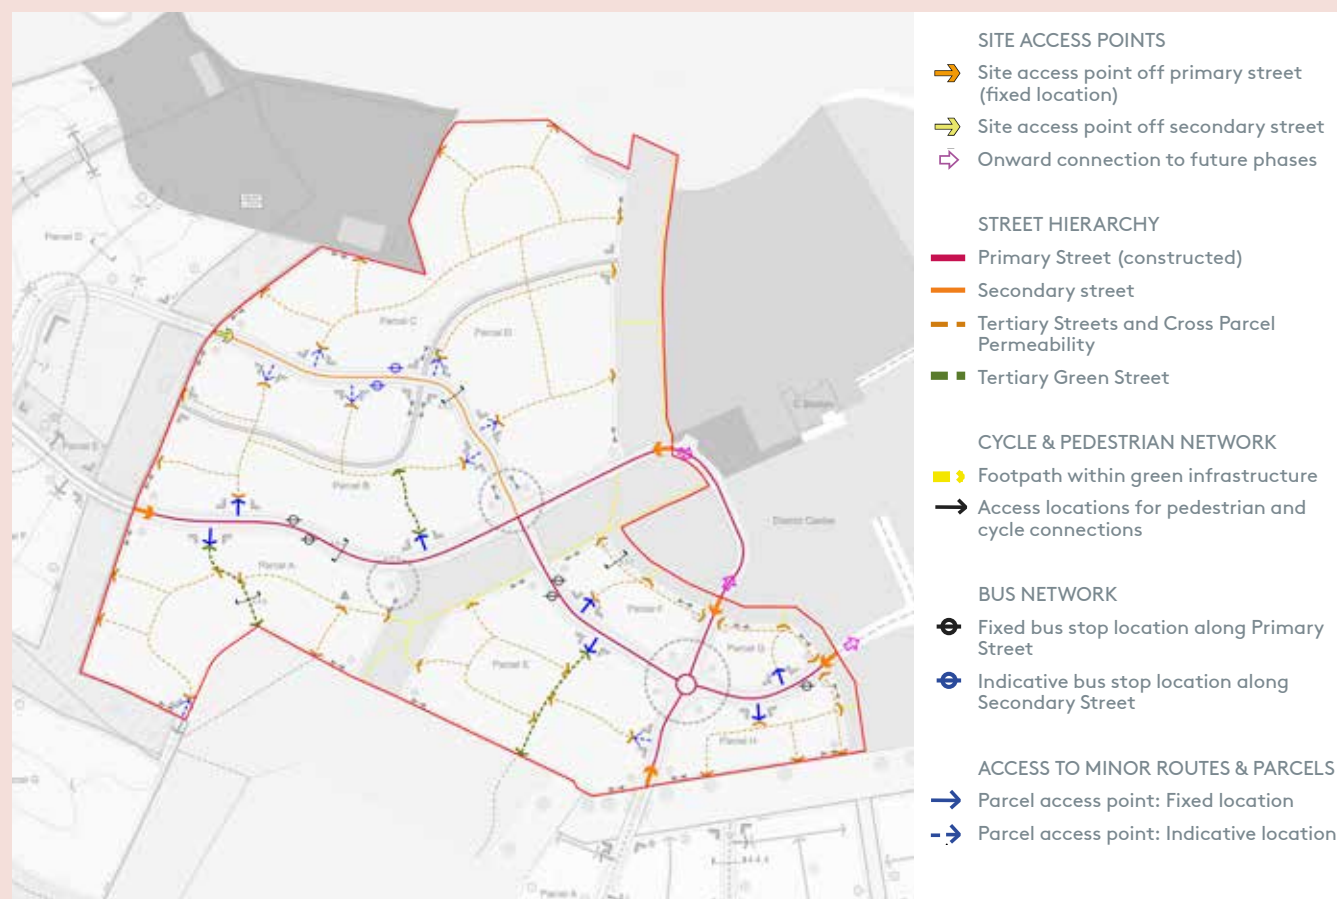 SITE ACCESS POINTS
Site access point off primary street
(fixed location)
Site access point off secondary street
Onward connection to future phases
STREET HIERARCHY
Primary Street (constructed)
Secondary street
Tertiary Streets and Cross Parcel
Permeability
Tertiary Green Street
CYCLE & PEDESTRIAN NETWORK
Footpath within green infrastructure
Access locations for pedestrian and
cycle connections
BUS NETWORK
Fixed bus stop location along Primary
Street
Indicative bus stop location along
Secondary Street
ACCESS TO MINOR ROUTES & PARCELS
Parcel access point: Fixed location
Parcel access point: Indicative location
Parcel D
Parcel C
Parcel D
Parcel E
Parcel B
District Centre
Parcel A
Parcel F
Parcel G
Parcel E
Parcel H
Parcel A